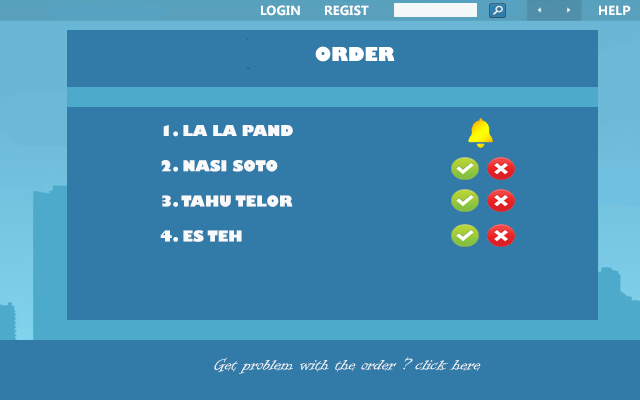 LOGIN REGIST HELP
ORDER
1. LA LA PAND
2. NASI SOTO
3. TAHU TELOR
4. ES TEH
Get problem with the order ? click here